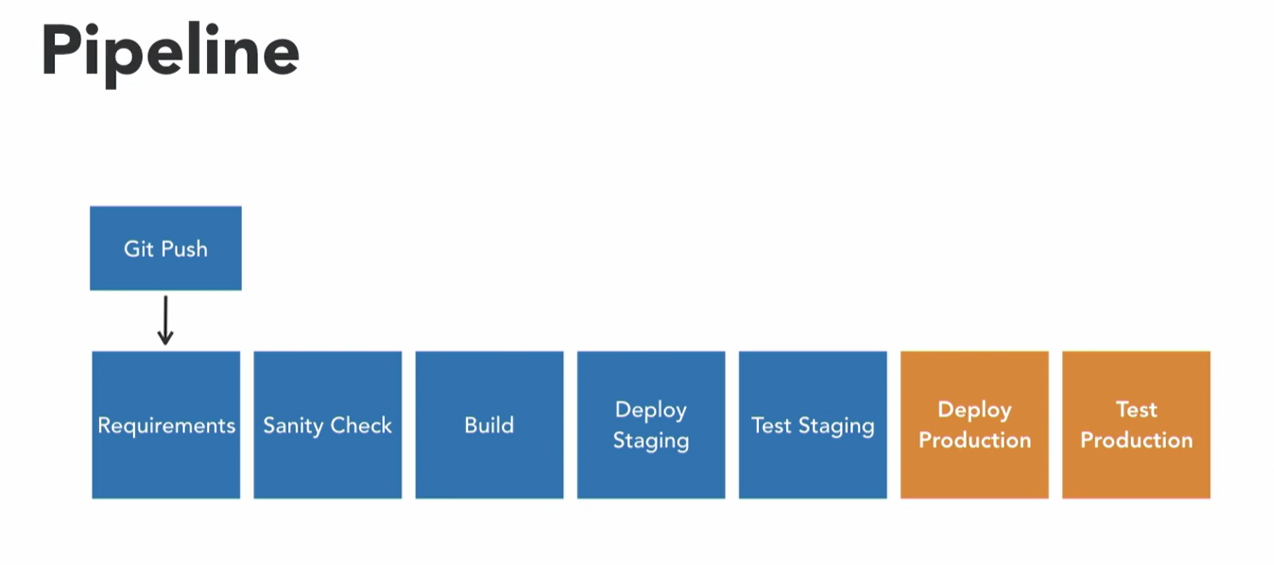 Pipeline
Git Push
Requirements
Sanity Check
Build
Deploy
Staging
Test Staging
Deploy
Production
Test
Production